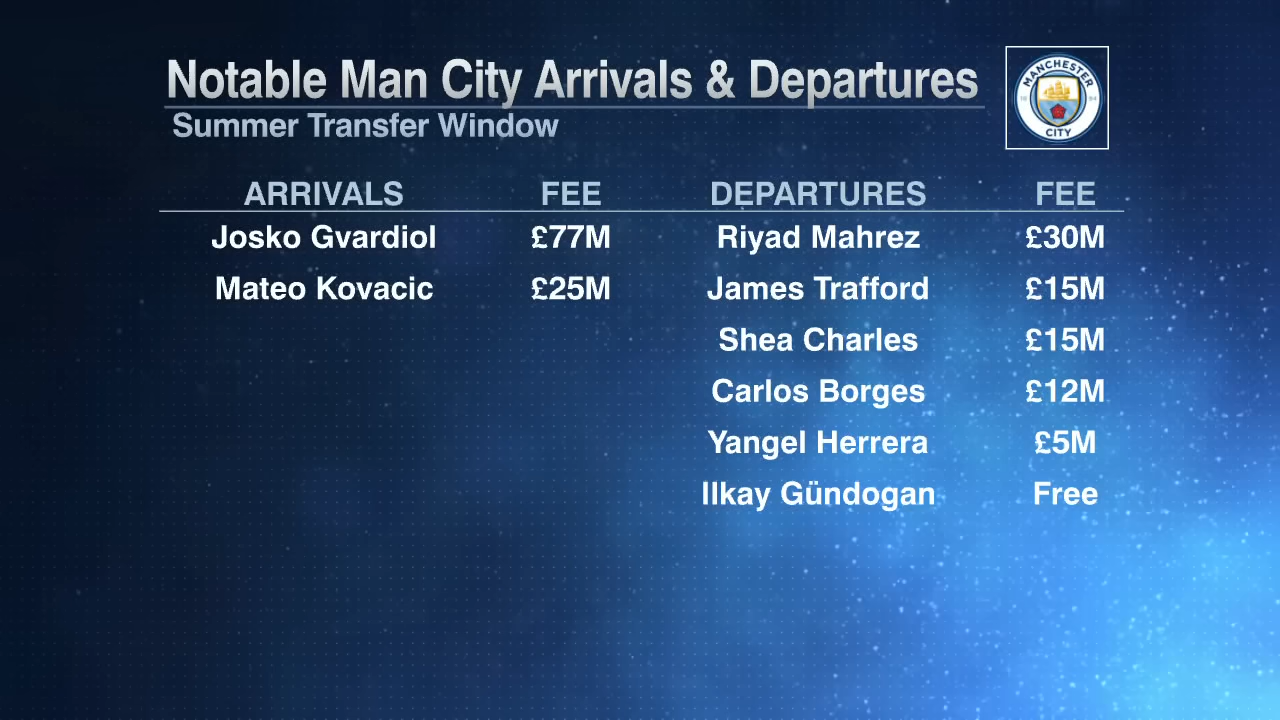 Notable Man City Arrivals & Departures
Summer Transfer Window
MANCHESTER
18 94
CITY
ARRIVALS FEE DEPARTURES FEE
Josko Gvardiol £77M Riyad Mahrez £30M
Mateo Kovacic £25M James Trafford £15M
Shea Charles £15M
Carlos Borges £12M
Yangel Herrera £5M
Ilkay Gündogan Free